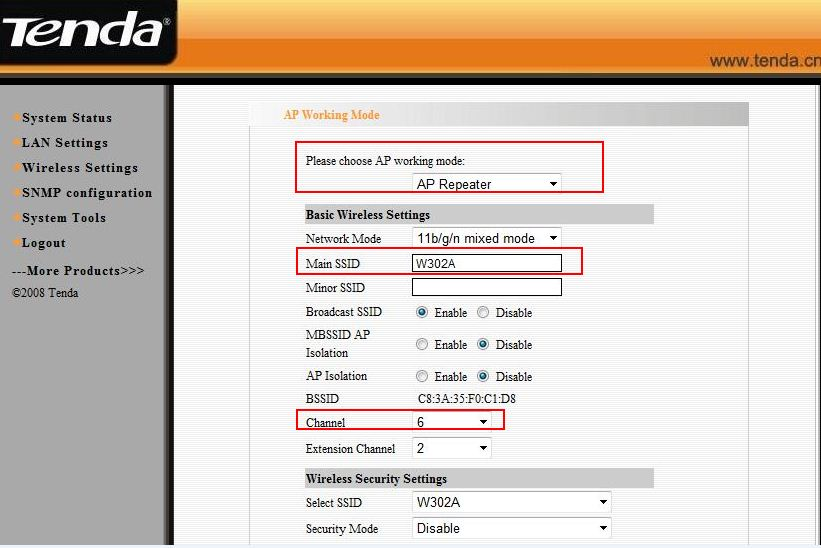 Tenda®
www.tenda.cn
System Status
LAN Settings
Wireless Settings
SNMP configuration
System Tools
Logout
---More Products>>>
©2008 Tenda
AP Working Mode
Please choose AP working mode:
AP Repeater
Basic Wireless Settings
Network Mode 11b/g/n mixed mode
Main SSID W302A
Minor SSID
Broadcast SSID Enable Disable
MBSSID AP
Isolation Enable Disable
AP Isolation Enable Disable
BSSID C8:3A:35:F0:C1:D8
Channel 6
Extension Channel 2
Wireless Security Settings
Select SSID W302A
Security Mode Disable